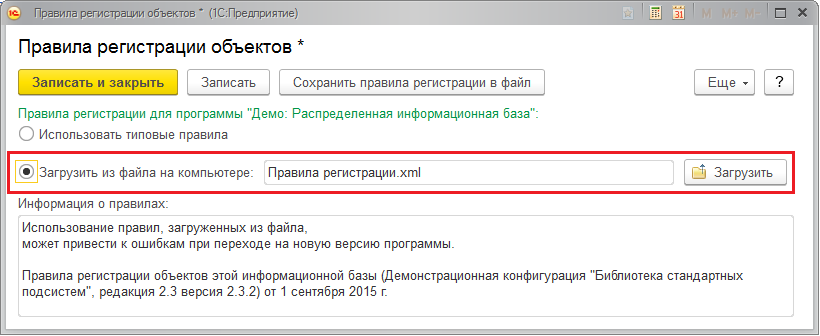 Правила регистрации объектов * (1С:Предприятие)
31 M M+ M-
Правила регистрации объектов *
Записать и закрыть Записать Сохранить правила регистрации в файл Еще ?
Правила регистрации для программы "Демо: Распределенная информационная база":
Использовать типовые правила
Загрузить из файла на компьютере: Правила регистрации.xml Загрузить
Информация о правилах:
Использование правил, загруженных из файла,
может привести к ошибкам при переходе на новую версию программы.
Правила регистрации объектов этой информационной базы (Демонстрационная конфигурация "Библиотека стандартных
подсистем", редакция 2.3 версия 2.3.2) от 1 сентября 2015 г.